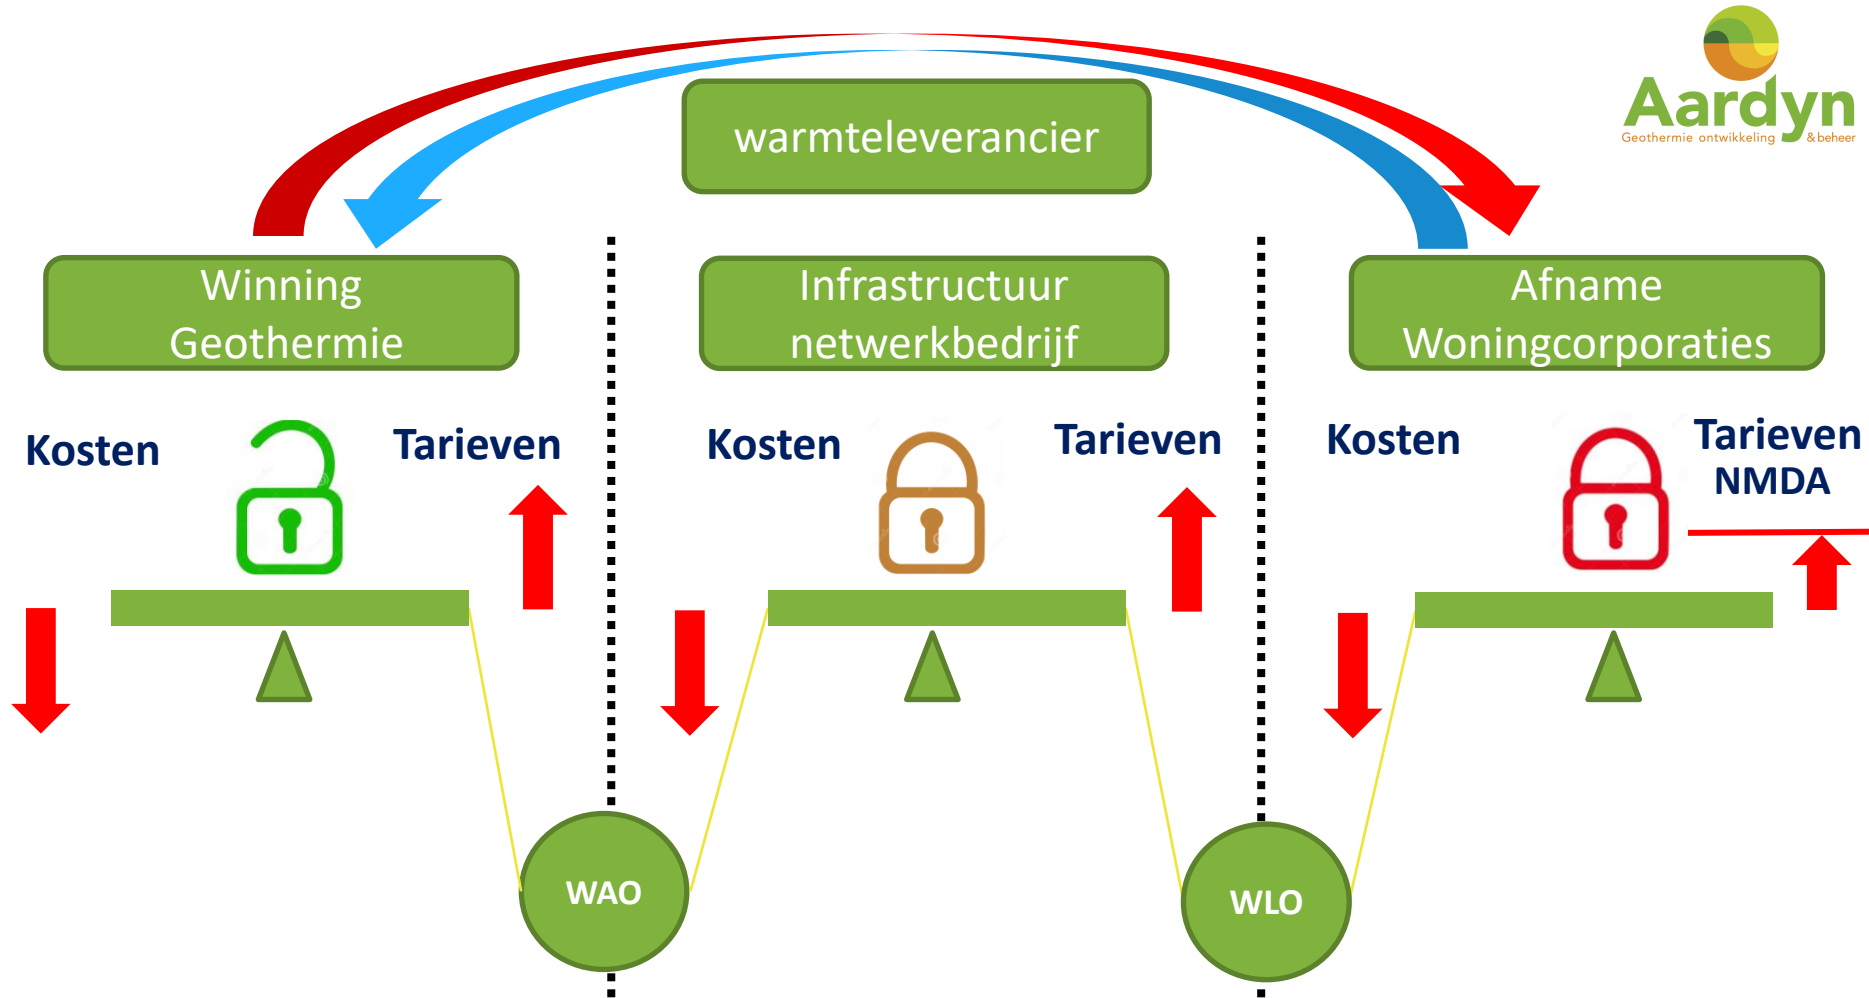 Aardyn
Geothermie ontwikkeling & beheer
warmteleverancier
Winning
Geothermie
Infrastructuur
netwerkbedrijf
Afname
Woningcorporaties
Kosten
Tarieven
Kosten
Tarieven
Kosten
Tarieven
NMDA
WAO
WLO